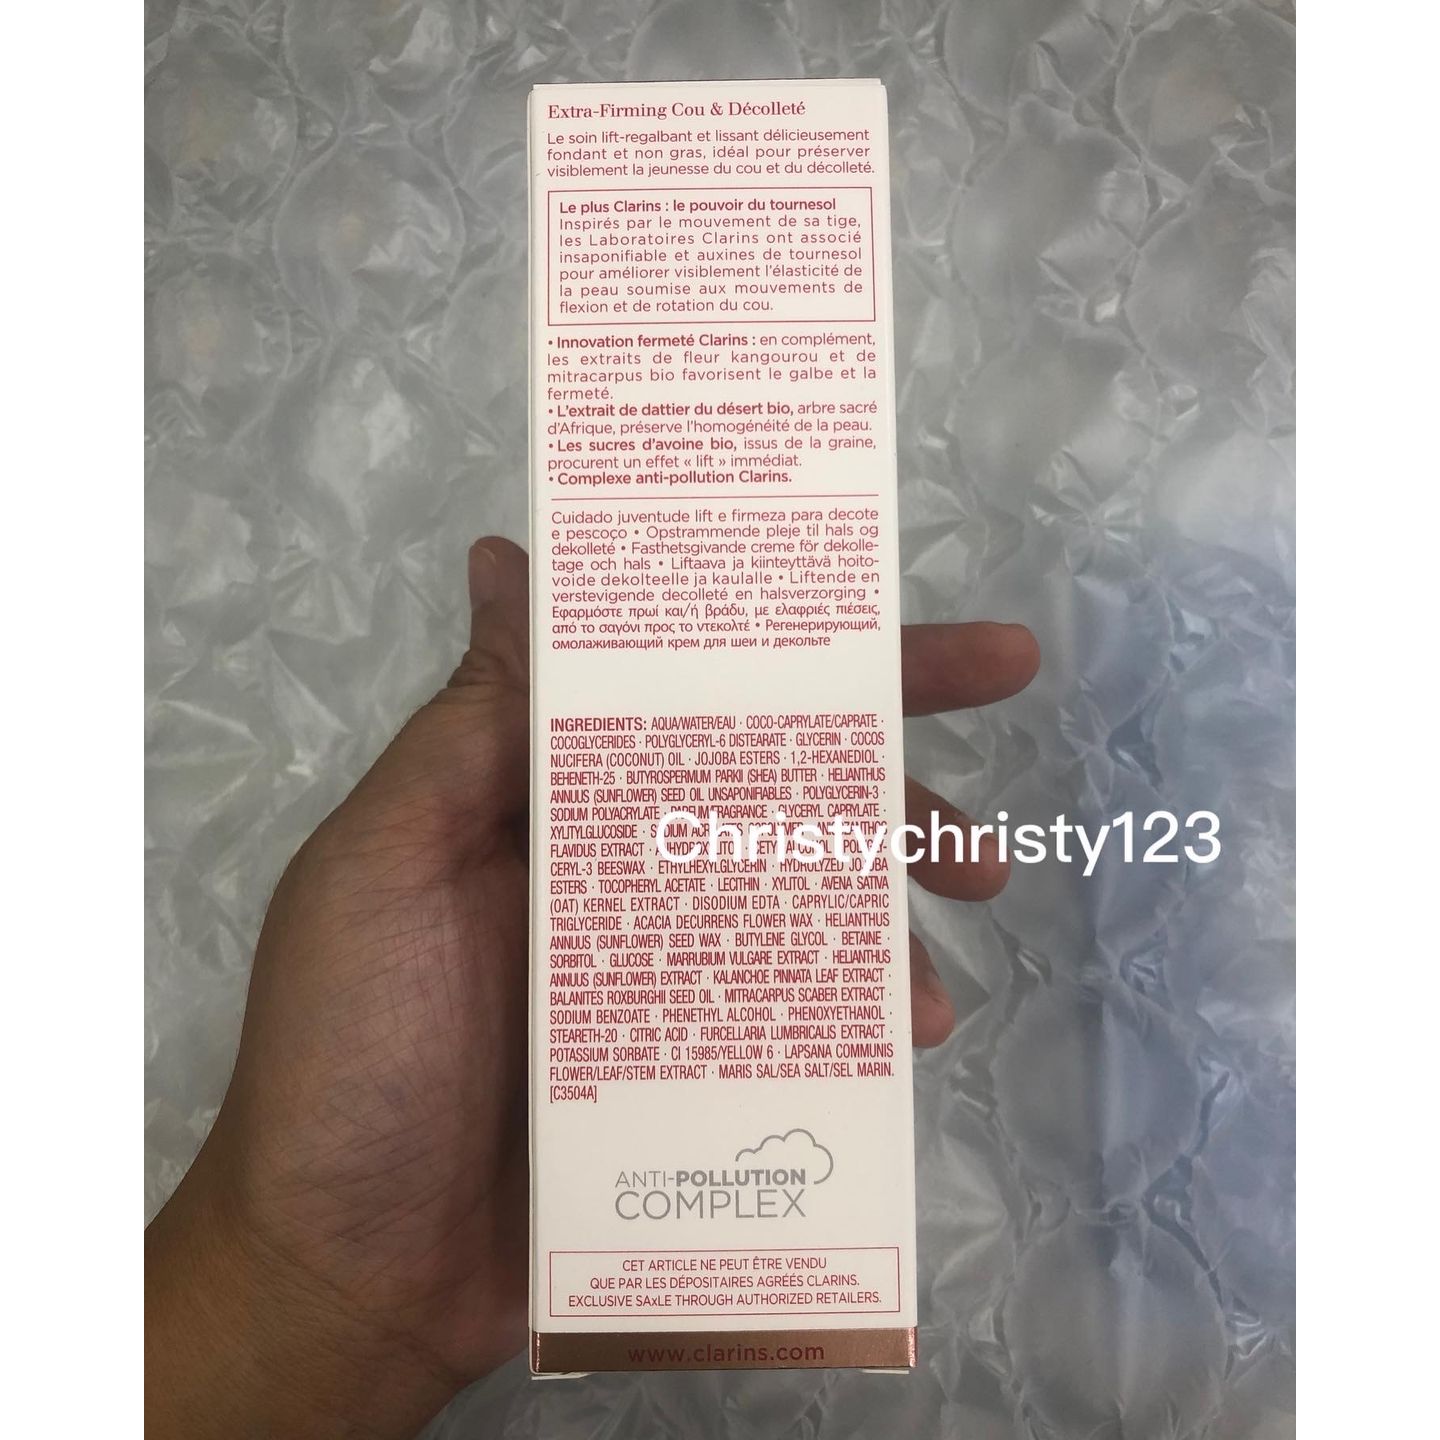 Extra-Firming Cou & Décolleté
Le soin lift-regalbant et lissant délicieusement
fondant et non gras, idéal pour préserver
visiblement la jeunesse du cou et du décolleté.
Le plus Clarins : le pouvoir du tournesol
Inspirés par le mouvement de sa tige,
les Laboratoires Clarins ont associé
insaponifiable et auxines de tournesol
pour améliorer visiblement l'élasticité de
la peau soumise aux mouvements de
flexion et de rotation du cou.
• Innovation fermeté Clarins : en complément,
les extraits de fleur kangourou et de
mitracarpus bio favorisent le galbe et la
fermeté.
• L'extrait de dattier du désert bio, arbre sacré
d'Afrique, préserve l'homogénéité de la peau.
• Les sucres d'avoine bio, issus de la graine,
procurent un effet « lift » immédiat.
• Complexe anti-pollution Clarins.
Cuidado juventude lift e firmeza para decote
e pescoço • Opstrammende pleje til hals og
dekolleté • Fasthetsgivande creme för dekolle-
tage och hals • Liftaava ja kiinteyttävä hoito-
voide dekolteelle ja kaulalle • Liftende en
verstevigende decolleté en halsverzorging •
Εφαρμόστε πρωί και/ή βράδυ, με ελαφριές πιέσεις,
από το σαγόνι προς το ντεκολτέ • Регенерирующий,
омолаживающий крем для шеи и декольте
INGREDIENTS: AQUA/WATER/EAU · COCO-CAPRYLATE/CAPRATE ·
COCOGLYCERIDES · POLYGLYCERYL-6 DISTEARATE · GLYCERIN · COCOS
NUCIFERA (COCONUT) OIL · JOJOBA ESTERS · 1,2-HEXANEDIOL ·
BEHENETH-25 · BUTYROSPERMUM PARKII (SHEA) BUTTER · HELIANTHUS
ANNUUS (SUNFLOWER) SEED OIL UNSAPONIFIABLES · POLYGLYCERIN-3 ·
SODIUM POLYACRYLATE · PARFUM/FRAGRANCE · GLYCERYL CAPRYLATE ·
XYLITYLGLUCOSIDE ·
Christychristy123
FLAVIDUS EXTRACT ·
CERYL-3 BEESWAX · ETHYLHEXYLGLYCERIN · HYDROLYZED JOJOBA
ESTERS · TOCOPHERYL ACETATE · LECITHIN · XYLITOL · AVENA SATIVA
(OAT) KERNEL EXTRACT · DISODIUM EDTA · CAPRYLIC/CAPRIC
TRIGLYCERIDE · ACACIA DECURRENS FLOWER WAX · HELIANTHUS
ANNUUS (SUNFLOWER) SEED WAX · BUTYLENE GLYCOL · BETAINE ·
SORBITOL · GLUCOSE · MARRUBIUM VULGARE EXTRACT · HELIANTHUS
ANNUUS (SUNFLOWER) EXTRACT · KALANCHOE PINNATA LEAF EXTRACT ·
BALANITES ROXBURGHII SEED OIL · MITRACARPUS SCABER EXTRACT ·
SODIUM BENZOATE · PHENETHYL ALCOHOL · PHENOXYETHANOL ·
STEARETH-20 · CITRIC ACID · FURCELLARIA LUMBRICALIS EXTRACT ·
POTASSIUM SORBATE · CI 15985/YELLOW 6 · LAPSANA COMMUNIS
FLOWER/LEAF/STEM EXTRACT · MARIS SAL/SEA SALT/SEL MARIN.
[C3504A]
ANTI-POLLUTION
COMPLEX
CET ARTICLE NE PEUT ÊTRE VENDU
QUE PAR LES DÉPOSITAIRES AGRÉÉS CLARINS.
EXCLUSIVE SAxLE THROUGH AUTHORIZED RETAILERS.
www.clarins.com